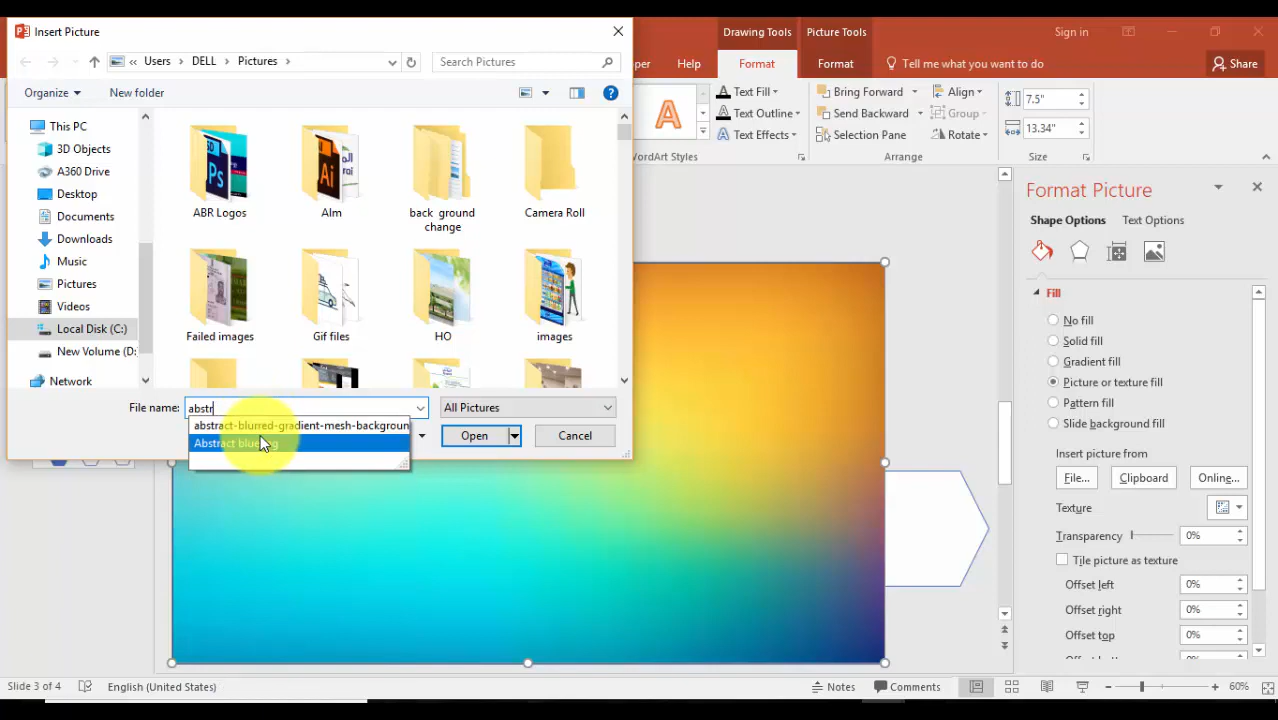 Insert Picture
Drawing Tools
Picture Tools
Sign in
Users
DELL
Pictures
Search Pictures
Help
Format
Format
Tell me what you want to do
Share
Organize
New folder
Text Fill
Text Outline
Text Effects
WordArt Styles
Bring Forward
Send Backward
Selection Pane
Align
Group
Rotate
Arrange
7.5"
13.34"
Size
This PC
3D Objects
A360 Drive
Desktop
Documents
Downloads
Music
Pictures
Videos
Local Disk (C:)
New Volume (D:
Network
ABR Logos
Alm
back ground
change
Camera Roll
Failed images
Gif files
HO
images
File name:
abstr
All Pictures
abstract-blurred-gradient-mesh-backgroun
Open
Cancel
Format Picture
Shape Options
Text Options
Fill
No fill
Solid fill
Gradient fill
Picture or texture fill
Pattern fill
Slide background fill
Insert picture from
File...
Clipboard
Online...
Texture
Transparency
0%
Tile picture as texture
Offset left
0%
Offset right
0%
Offset top
0%
Slide 3 of 4
English (United States)
Notes
Comments
60%